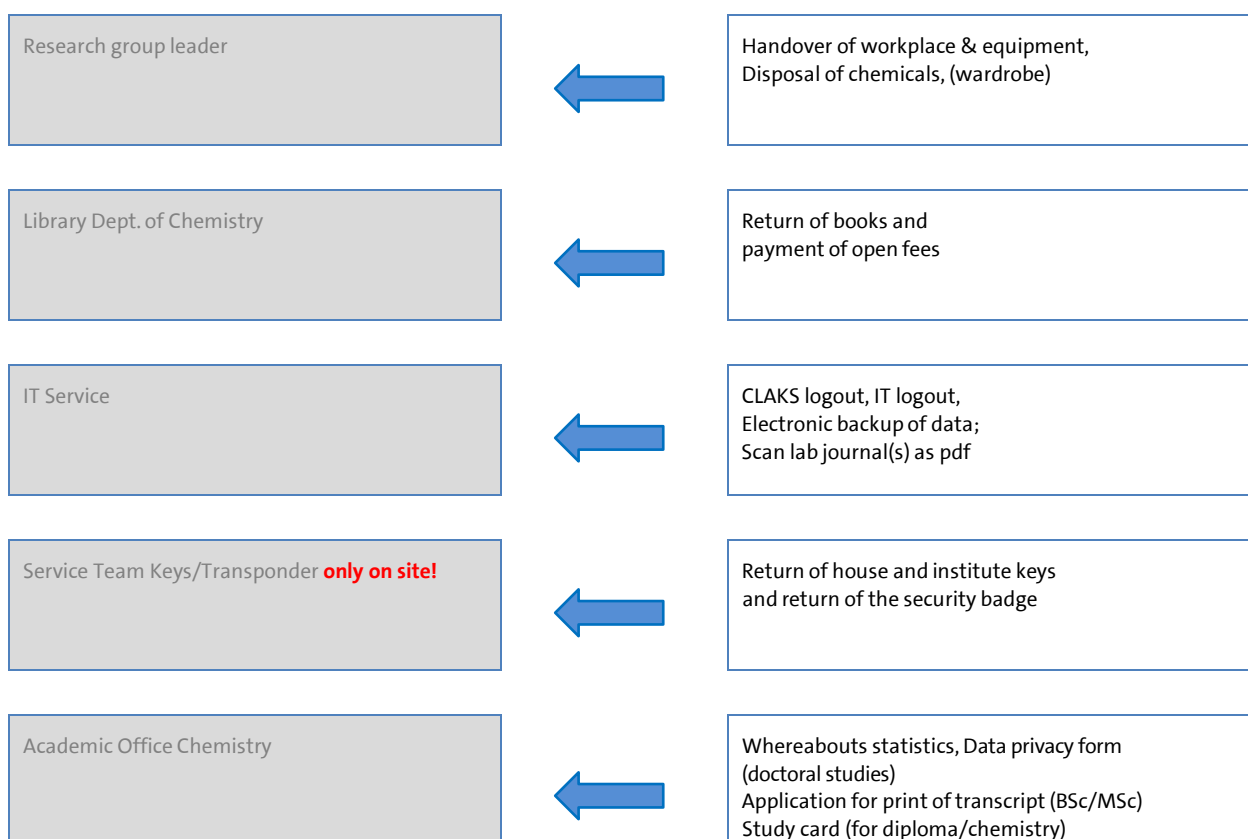 Research group leader
Handover of workplace & equipment,
Disposal of chemicals, (wardrobe)
Library Dept. of Chemistry
Return of books and
payment of open fees
IT Service
CLAKS logout, IT logout,
Electronic backup of data;
Scan lab journal(s) as pdf
Service Team Keys/Transponder only on site!
Return of house and institute keys
and return of the security badge
Academic Office Chemistry
Whereabouts statistics, Data privacy form
(doctoral studies)
Application for print of transcript (BSc/MSc)
Study card (for diploma/chemistry)